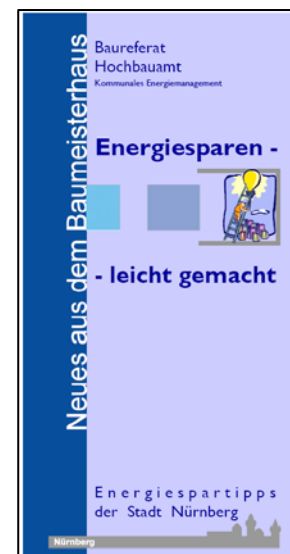 Neues aus dem Baumeisterhaus
Baureferat
Hochbauamt
Kommunales Energiemanagement
Energiesparen -
- leicht gemacht
Energiespartipps
der Stadt Nürnberg
Nürnberg